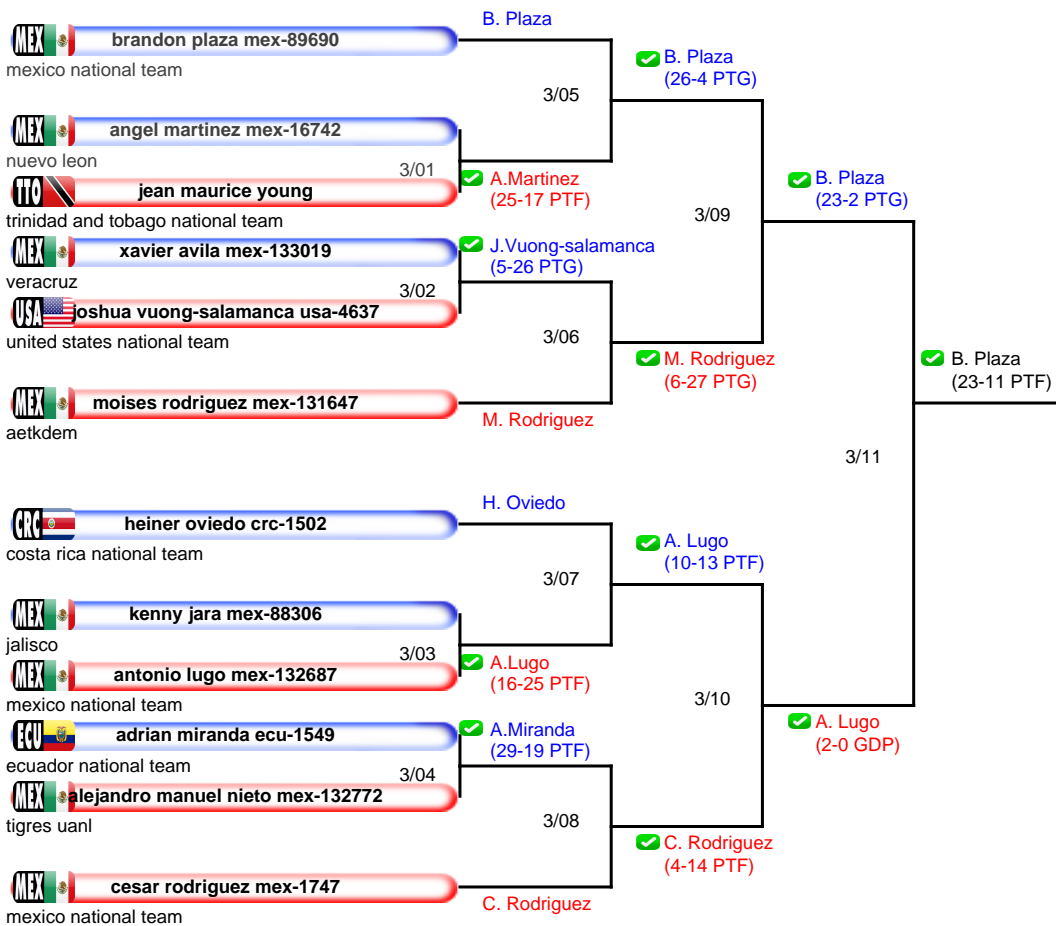 B. Plaza
MEX brandon plaza mex-89690
mexico national team
3/05
B. Plaza
(26-4 PTG)
MEX angel martinez mex-16742
nuevo leon
3/01
TTO jean maurice young
trinidad and tobago national team
A.Martinez
(25-17 PTF)
B. Plaza
(23-2 PTG)
3/09
MEX xavier avila mex-133019
veracruz
J.Vuong-salamanca
(5-26 PTG)
3/02
USA joshua vuong-salamanca usa-4637
united states national team
3/06
M. Rodriguez
(6-27 PTG)
B. Plaza
(23-11 PTF)
MEX moises rodriguez mex-131647
aetkdem
M. Rodriguez
3/11
H. Oviedo
CRC heiner oviedo crc-1502
costa rica national team
A. Lugo
(10-13 PTF)
3/07
MEX kenny jara mex-88306
jalisco
3/03
MEX antonio lugo mex-132687
mexico national team
A.Lugo
(16-25 PTF)
3/10
ECU adrian miranda ecu-1549
ecuador national team
A.Miranda
(29-19 PTF)
A. Lugo
(2-0 GDP)
3/04
MEX alejandro manuel nieto mex-132772
tigres uanl
3/08
C. Rodriguez
(4-14 PTF)
MEX cesar rodriguez mex-1747
mexico national team
C. Rodriguez